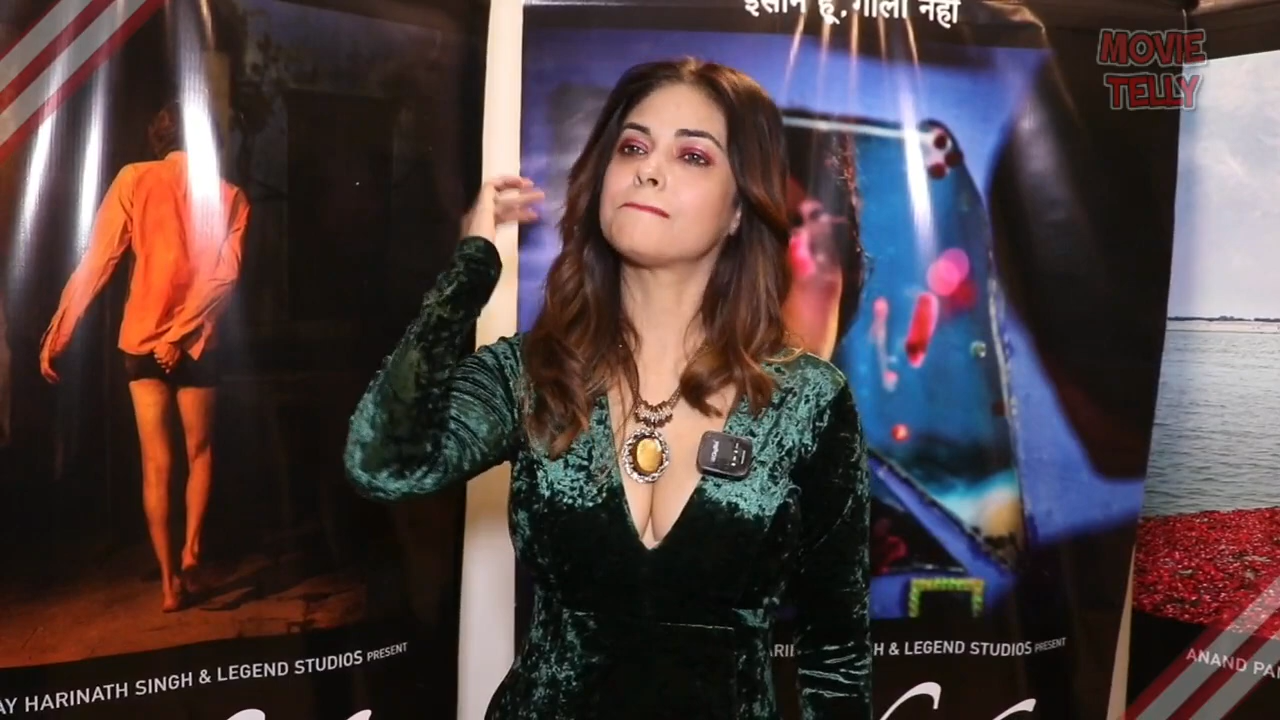 इंसान हूँ, गाली नहीं
MOVIE
TELLY
AY HARINATH SINGH & LEGEND STUDIOS PRESENT
H & LEGEND STUDIOS PRESENT
ANAND PA